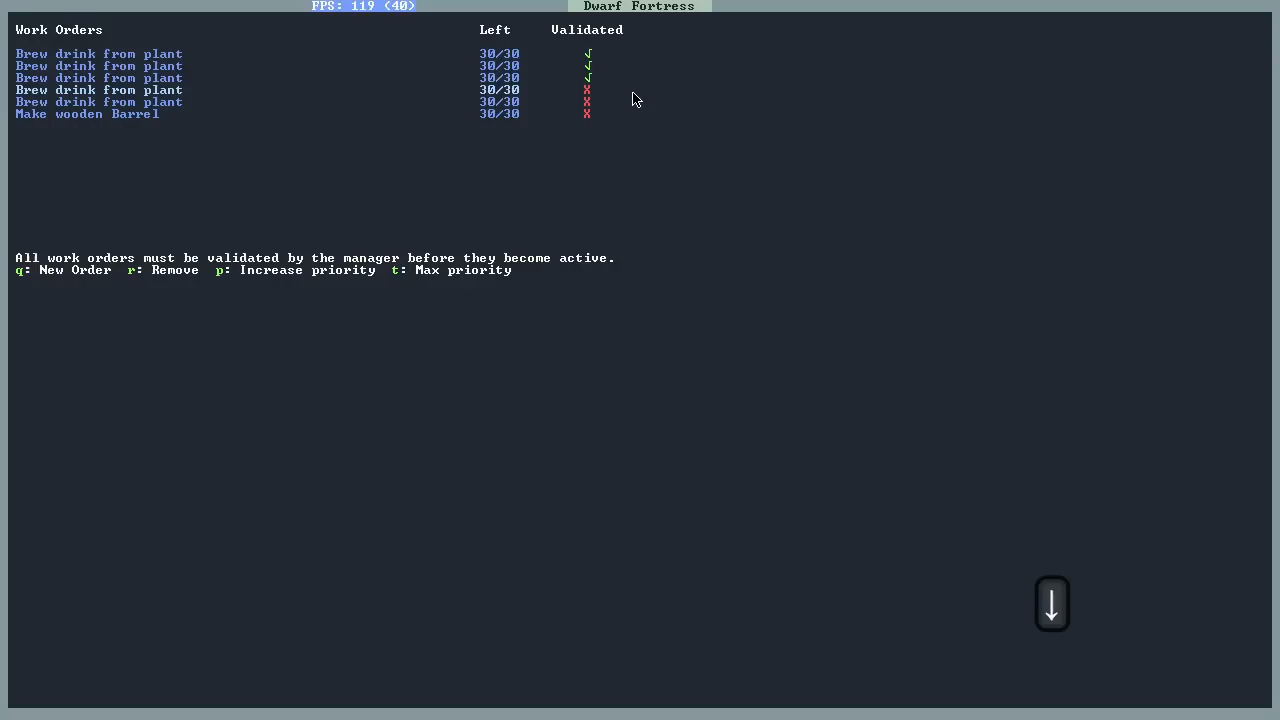 FPS: 119 (40) Dwarf Fortress
Work Orders Left Validated
Brew drink from plant 30/30 √
Brew drink from plant 30/30 √
Brew drink from plant 30/30 √
Brew drink from plant 30/30 X
Brew drink from plant 30/30 X
Make wooden Barrel 30/30 X
All work orders must be validated by the manager before they become active.
q: New Order r: Remove p: Increase priority t: Max priority
↓